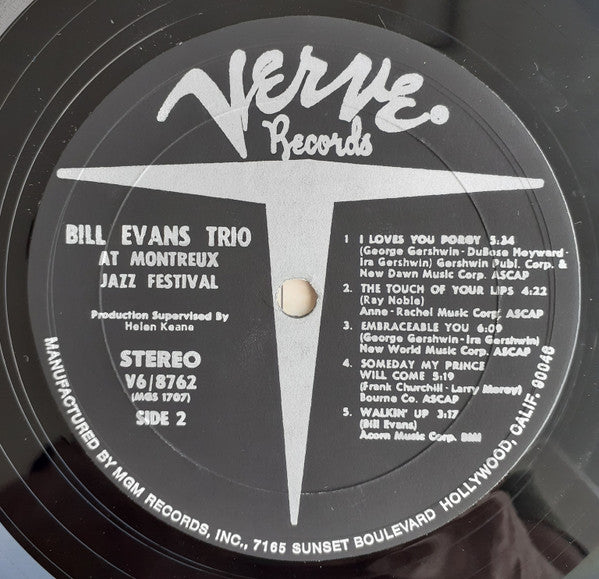 Verve®
Records
BILL EVANS TRIO
AT MONTREUX
JAZZ FESTIVAL
Production Supervised By
Helen Keane
STEREO
V6/8762
(MGS 1707)
SIDE 2
1 I LOVES YOU PORGY 5:34
(George Gershwin - DuBose Heyward -
Ira Gershwin) Gershwin Publ. Corp. &
New Dawn Music Corp. ASCAP
2. THE TOUCH OF YOUR LIPS 4:22
(Ray Noble)
Anne - Rachel Music Corp. ASCAP
3. EMBRACEABLE YOU 6:09
(George Gershwin - Ira Gershwin)
New World Music Corp. ASCAP
4. SOMEDAY MY PRINCE
WILL COME 5:19
(Frank Churchill - Larry Morey)
Bourne Co. ASCAP
5. WALKIN' UP 3:17
(Bill Evans)
Acorn Music Corp. BMI
MANUFACTURED BY MGM RECORDS, INC., 7165 SUNSET BOULEVARD HOLLYWOOD, CALIF. 90046